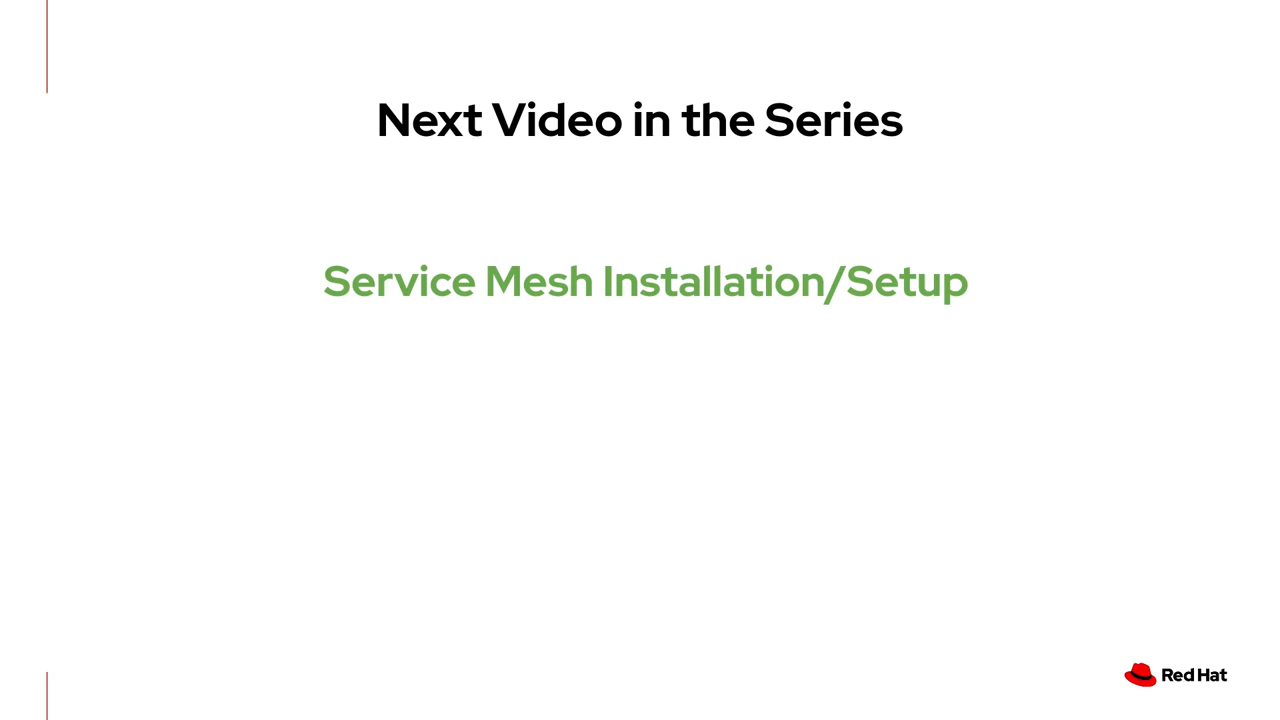 Next Video in the Series
Service Mesh Installation/Setup
Red Hat